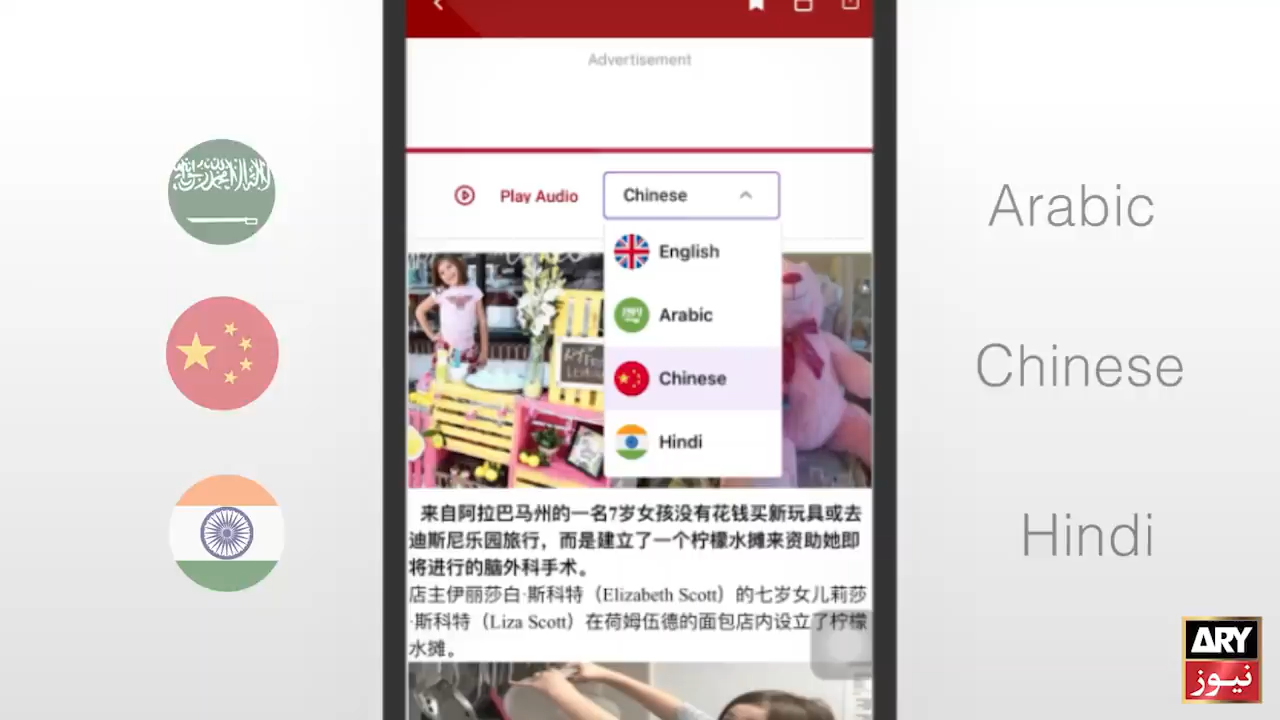 Advertisement
Play Audio
Chinese
English
Arabic
Chinese
Hindi
来自阿拉巴马州的一名7岁女孩没有花钱买新玩具或去
迪斯尼乐园旅行，而是建立了一个柠檬水摊来资助她即
将进行的脑外科手术。
店主伊丽莎白·斯科特（Elizabeth Scott）的七岁女儿莉莎
·斯科特（Liza Scott）在荷姆伍德的面包店内设立了柠檬
水摊。
Arabic
Chinese
Hindi
ARY
نیوز